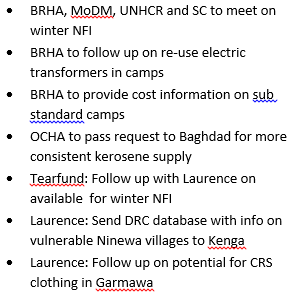 • BRHA, MoDM, UNHCR and SC to meet on
winter NFI
• BRHA to follow up on re-use electric
transformers in camps
• BRHA to provide cost information on sub
standard camps
• OCHA to pass request to Baghdad for more
consistent kerosene supply
• Tearfund: Follow up with Laurence on
available  for winter NFI
• Laurence: Send DRC database with info on
vulnerable Ninewa villages to Kenga
• Laurence: Follow up on potential for CRS
clothing in Garmawa